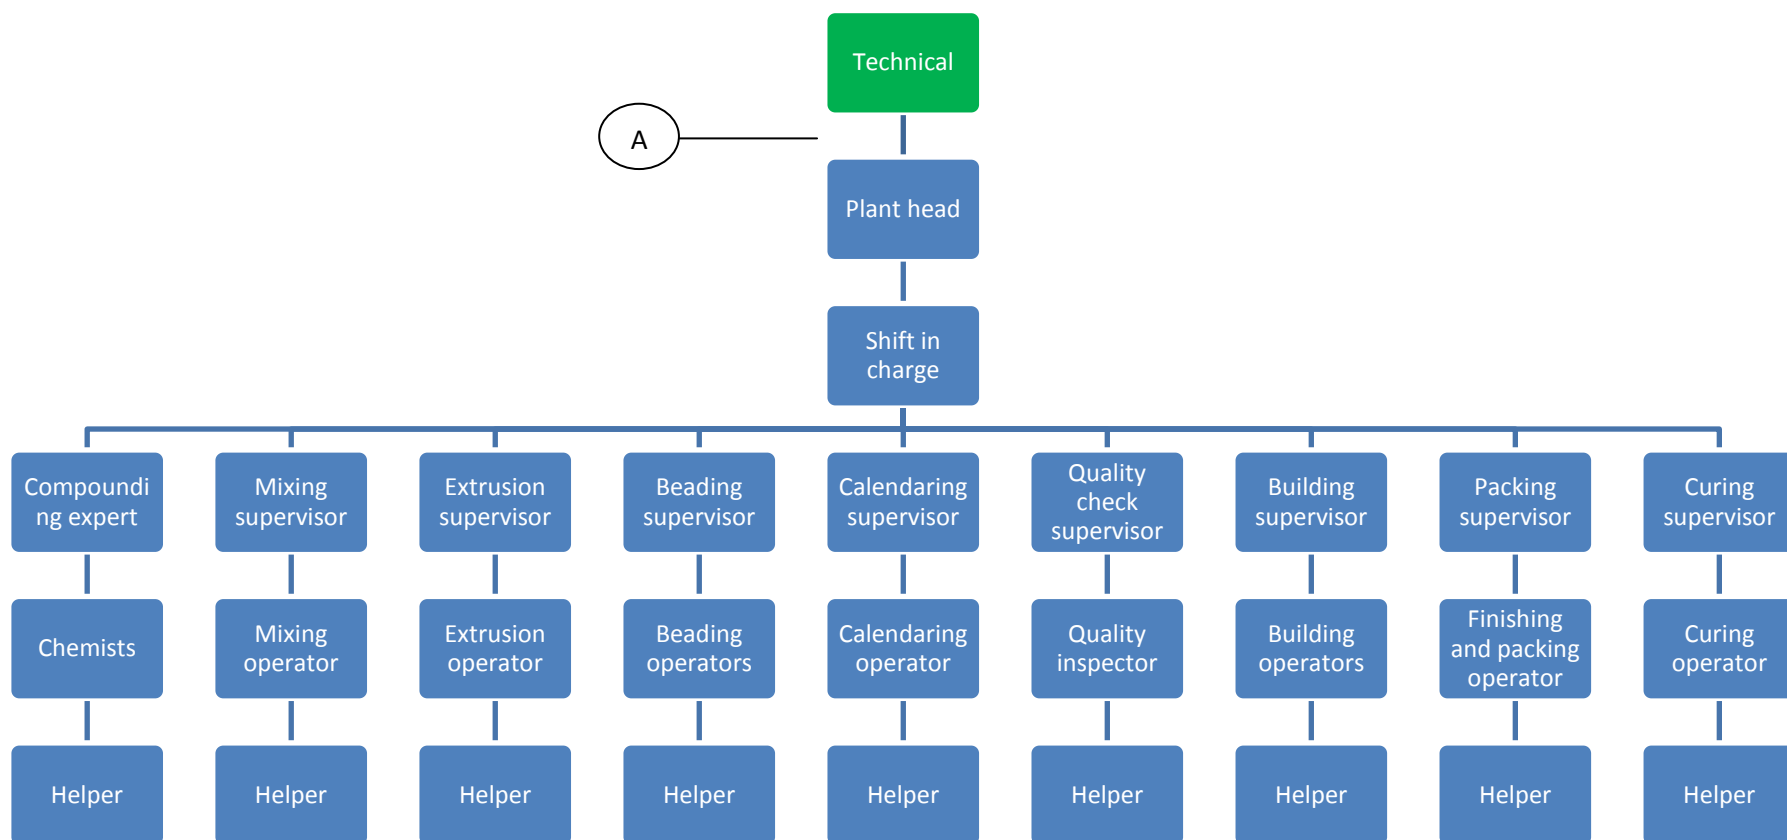 Technical
A
Plant head
Shift in
charge
Compoundi
ng expert
Mixing
supervisor
Extrusion
supervisor
Beading
supervisor
Calendaring
supervisor
Quality
check
supervisor
Building
supervisor
Packing
supervisor
Curing
supervisor
Chemists
Mixing
operator
Extrusion
operator
Beading
operators
Calendaring
operator
Quality
inspector
Building
operators
Finishing
and packing
operator
Curing
operator
Helper
Helper
Helper
Helper
Helper
Helper
Helper
Helper
Helper